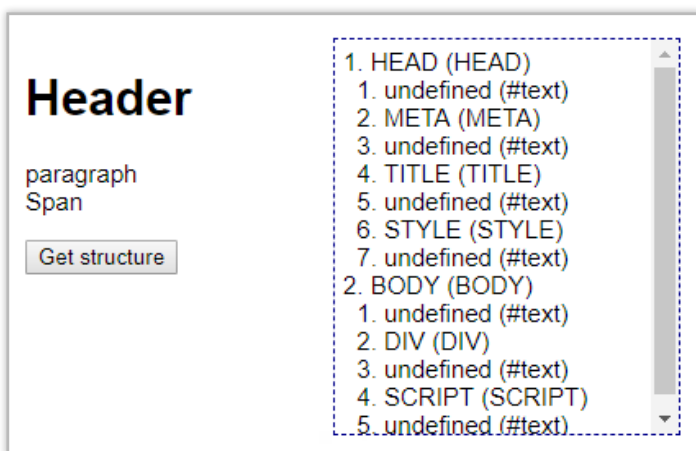 Header
paragraph
Span
Get structure
1. HEAD (HEAD)
1. undefined (#text)
2. META (META)
3. undefined (#text)
4. TITLE (TITLE)
5. undefined (#text)
6. STYLE (STYLE)
7. undefined (#text)
2. BODY (BODY)
1. undefined (#text)
2. DIV (DIV)
3. undefined (#text)
4. SCRIPT (SCRIPT)
5. undefined (#text)